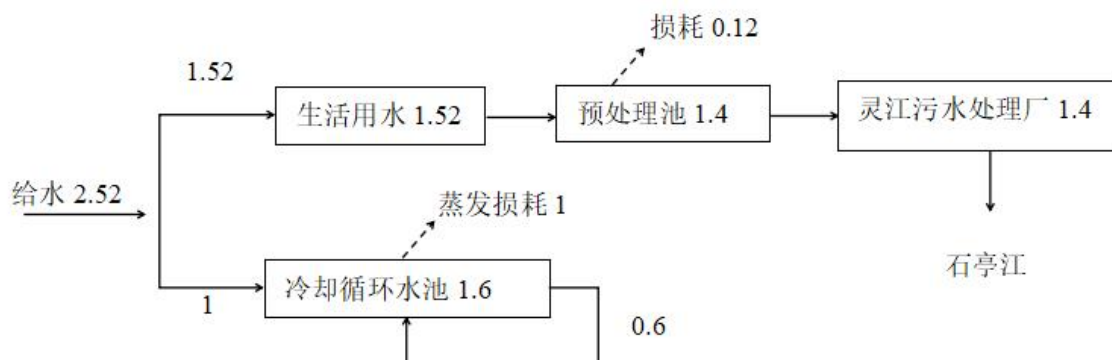 损耗 0.12
1.52
生活用水 1.52
预处理池 1.4
灵江污水处理厂 1.4
给水 2.52
蒸发损耗 1
石亭江
冷却循环水池 1.6
1
0.6